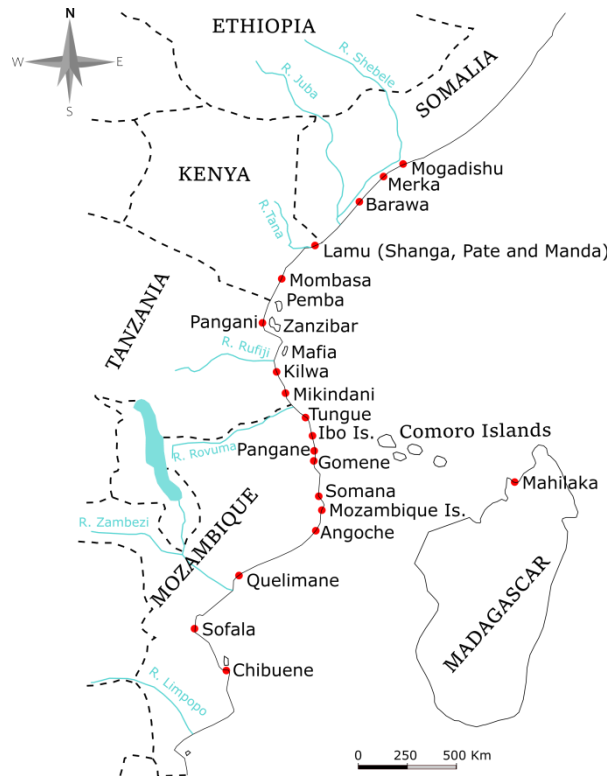 N
ETHIOPIA
R. Shebele
SOMALIA
W
E
R. Juba
S
Mogadishu
KENYA
Merka
Barawa
R.Tana
Lamu (Shanga, Pate and Manda)
Mombasa
Pemba
TANZANIA
Pangani
Zanzibar
R. Rufiji
Mafia
Kilwa
Mikindani
Tungue
Ibo Is.
Comoro Islands
R. Rovuma
Pangane
Gomene
Mahilaka
Somana
Mozambique Is.
R. Zambezi
Angoche
MOZAMBIQUE
Quelimane
MADAGASCAR
Sofala
Chibuene
R. Limpopo
0 250 500 Km